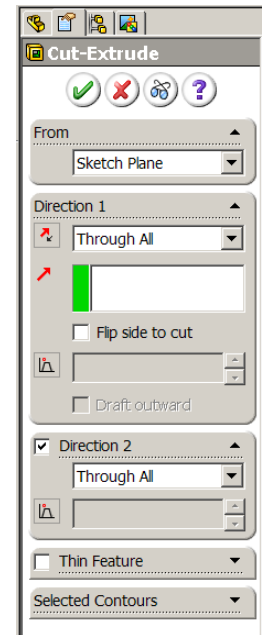 Cut-Extrude
?
From
Sketch Plane
Direction 1
Through All
Flip side to cut
Draft outward
Direction 2
Through All
Thin Feature
Selected Contours